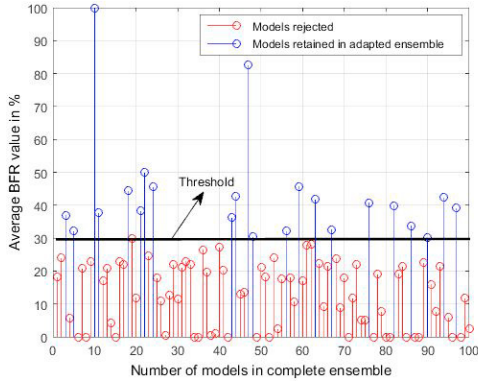 Models rejected
Models retained in adapted ensemble
Threshold
Average BFR value in %
100
90
80
70
60
50
40
30
20
10
0
0 10 20 30 40 50 60 70 80 90 100
Number of models in complete ensemble